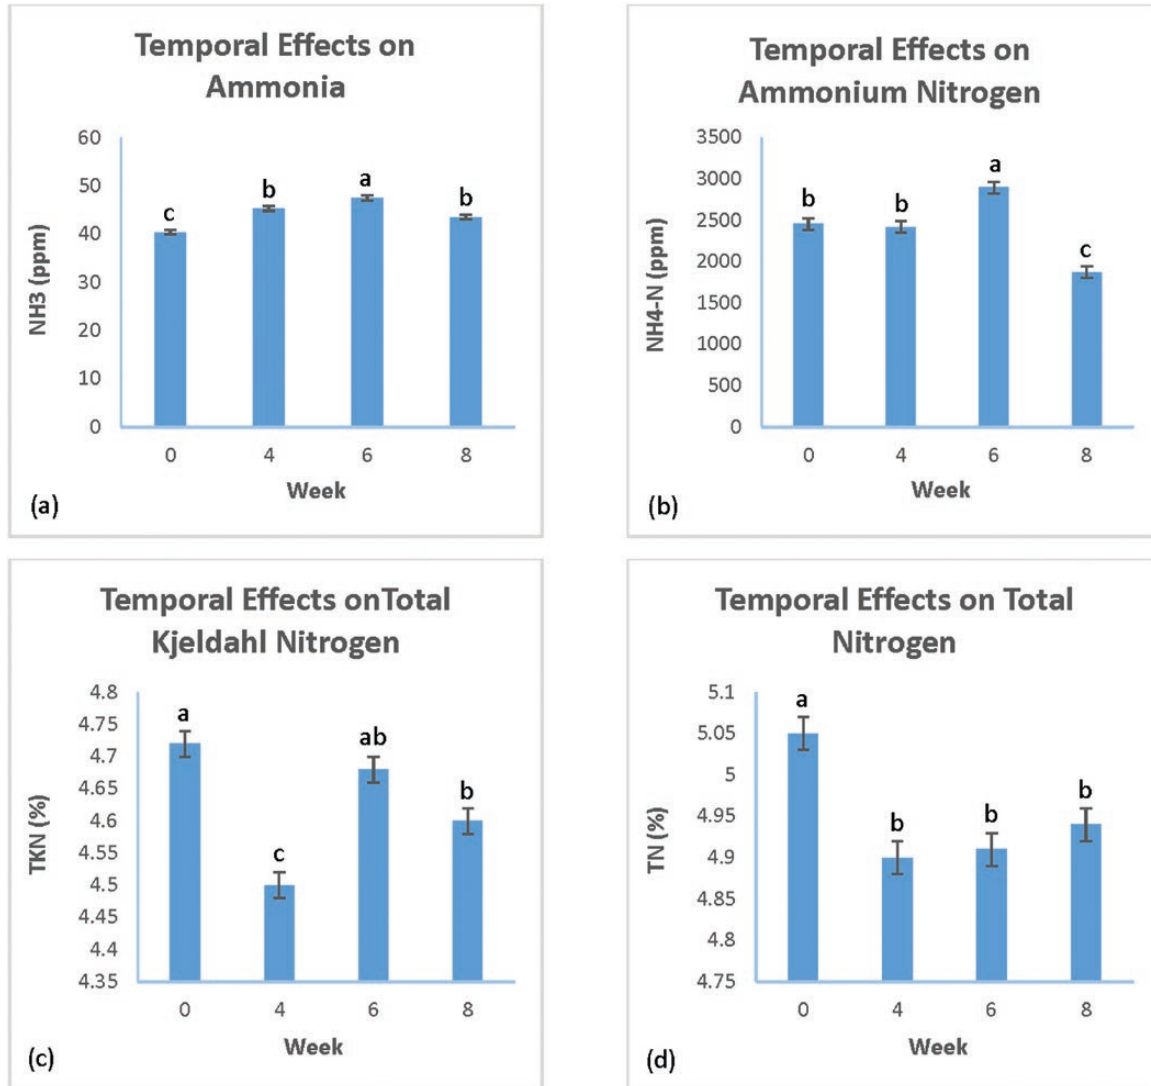 Temporal Effects on
Ammonia
60
50
40
30
20
10
0
NH3 (ppm)
c
b
a
b
0 4 6 8
Week
(a)
Temporal Effects on
Ammonium Nitrogen
3500
3000
2500
2000
1500
1000
500
0
NH4-N (ppm)
b
b
a
c
0 4 6 8
Week
(b)
Temporal Effects onTotal
Kjeldahl Nitrogen
4.8
4.75
4.7
4.65
4.6
4.55
4.5
4.45
4.4
4.35
TKN (%)
a
c
ab
b
0 4 6 8
Week
(c)
Temporal Effects on Total
Nitrogen
5.1
5.05
5
4.95
4.9
4.85
4.8
4.75
TN (%)
a
b
b
b
0 4 6 8
Week
(d)